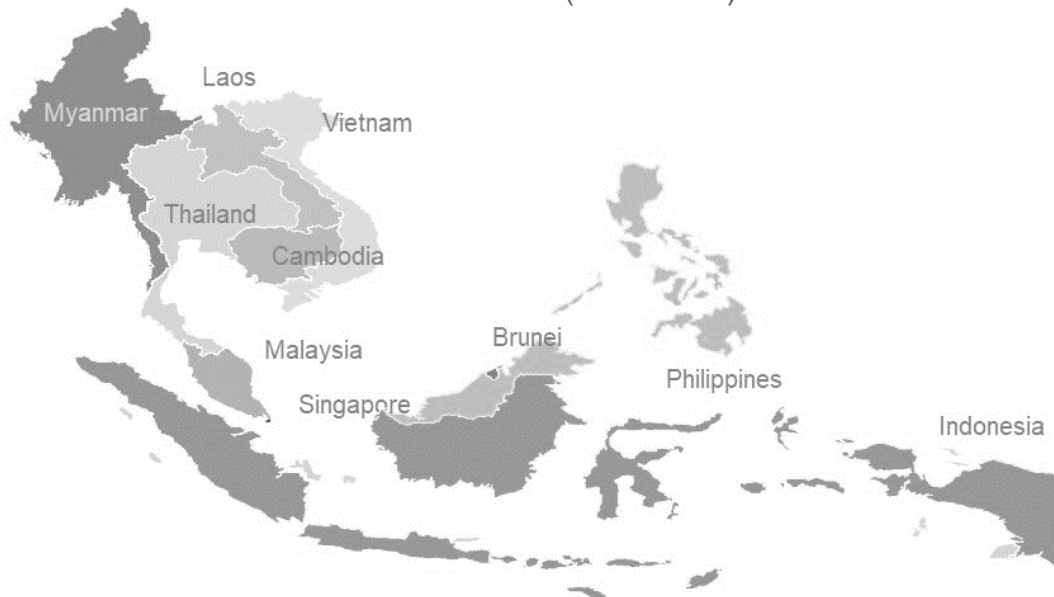 Laos
Myanmar
Vietnam
Thailand
Cambodia
Brunei
Malaysia
Philippines
Singapore
Indonesia